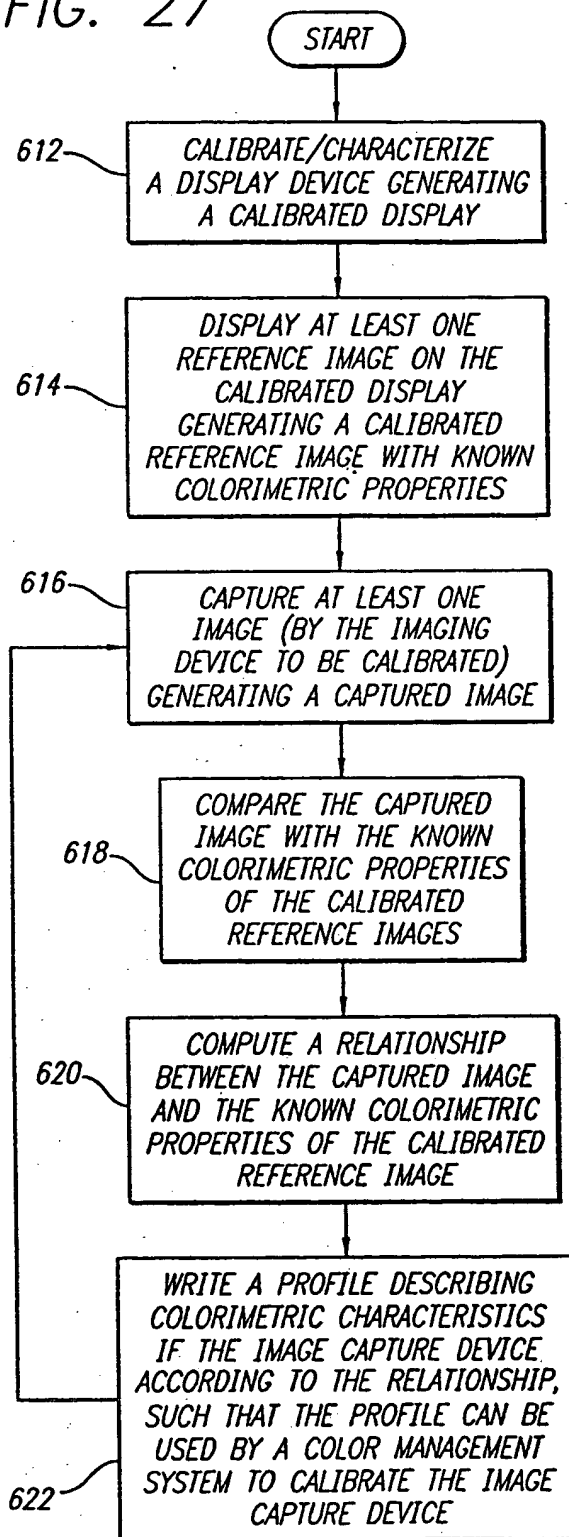 FIG. 27
START
612
CALIBRATE/CHARACTERIZE
A DISPLAY DEVICE GENERATING
A CALIBRATED DISPLAY
614
DISPLAY AT LEAST ONE
REFERENCE IMAGE ON THE
CALIBRATED DISPLAY
GENERATING A CALIBRATED
REFERENCE IMAGE WITH KNOWN
COLORIMETRIC PROPERTIES
616
CAPTURE AT LEAST ONE
IMAGE (BY THE IMAGING
DEVICE TO BE CALIBRATED)
GENERATING A CAPTURED IMAGE
618
COMPARE THE CAPTURED
IMAGE WITH THE KNOWN
COLORIMETRIC PROPERTIES
OF THE CALIBRATED
REFERENCE IMAGES
620
COMPUTE A RELATIONSHIP
BETWEEN THE CAPTURED IMAGE
AND THE KNOWN COLORIMETRIC
PROPERTIES OF THE CALIBRATED
REFERENCE IMAGE
622
WRITE A PROFILE DESCRIBING
COLORIMETRIC CHARACTERISTICS
IF THE IMAGE CAPTURE DEVICE
ACCORDING TO THE RELATIONSHIP,
SUCH THAT THE PROFILE CAN BE
USED BY A COLOR MANAGEMENT
SYSTEM TO CALIBRATE THE IMAGE
CAPTURE DEVICE